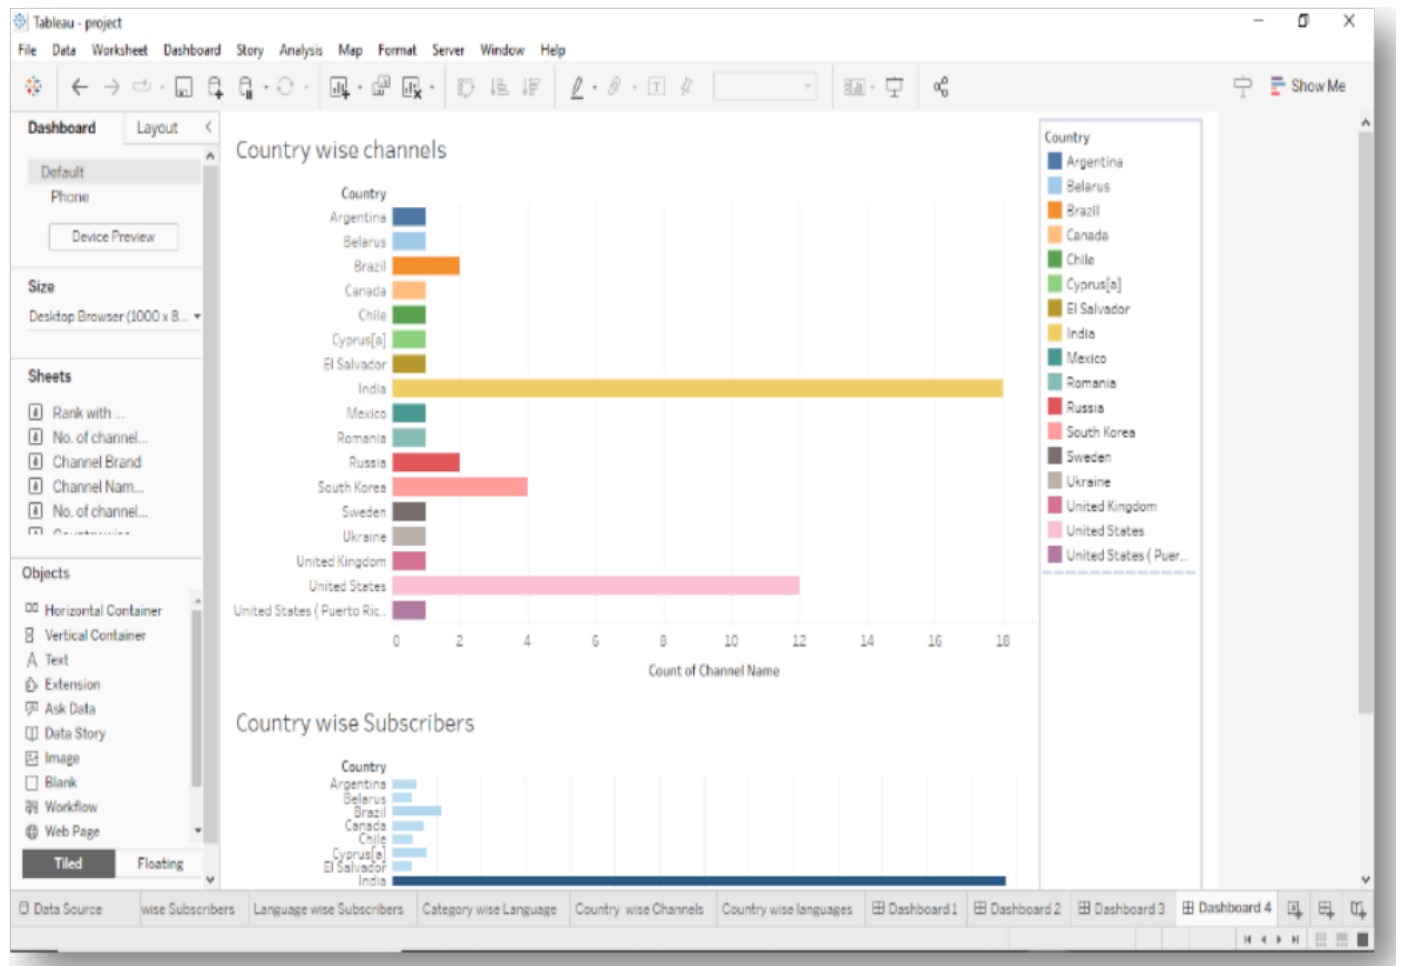 Tableau - project
File Data Worksheet Dashboard Story Analysis Map Format Server Window Help
Show Me
Dashboard Layout
Default
Phone
Device Preview
Size
Desktop Browser (1000 x 8...
Sheets
Rank with ...
No. of channel...
Channel Brand
Channel Nam...
No. of channel...
Objects
Horizontal Container
Vertical Container
Text
Extension
Ask Data
Data Story
Image
Blank
Workflow
Web Page
Tiled Floating
Country wise channels
Country
Argentina
Belarus
Brazil
Canada
Chile
Cyprus[a]
El Salvador
India
Mexico
Romania
Russia
South Korea
Sweden
Ukraine
United Kingdom
United States
United States ( Puerto Ric..
0 2 4 6 8 10 12 14 16 18
Count of Channel Name
Country wise Subscribers
Country
Argentina
Belarus
Brazil
Canada
Chile
Cyprus[a]
El Salvador
India
Country
Argentina
Belarus
Brazil
Canada
Chile
Cyprus[a]
El Salvador
India
Mexico
Romania
Russia
South Korea
Sweden
Ukraine
United Kingdom
United States
United States ( Puer...
Data Source wise Subscribers Language wise Subscribers Category wise Language Country wise Channels Country wise languages Dashboard 1 Dashboard 2 Dashboard 3 Dashboard 4